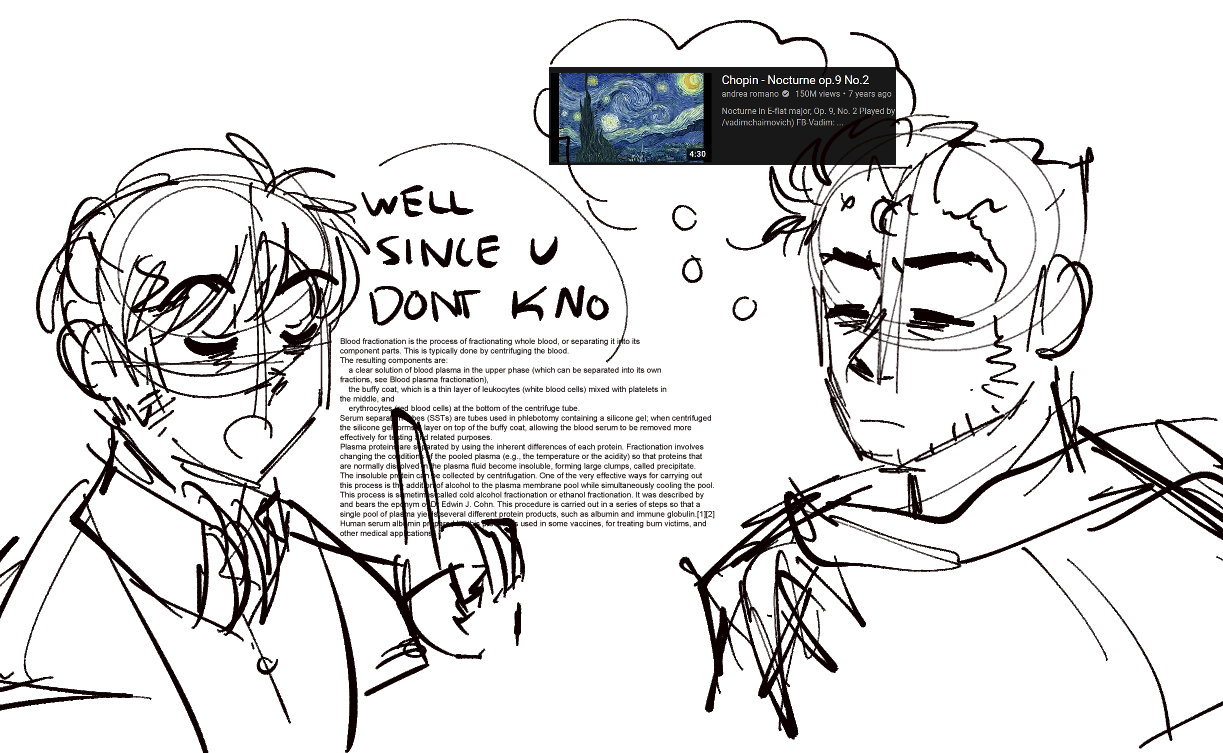 Chopin - Nocturne op.9 No.2
andrea romano 150M views • 7 years ago
Nocturne in E-flat major, Op. 9, No. 2 Played by
/vadimchaimovich) FB-Vadim: ...
4:30
WELL
SINCE U
DONT KNO
Blood fractionation is the process of fractionating whole blood, or separating it into its
component parts. This is typically done by centrifuging the blood.
The resulting components are:
a clear solution of blood plasma in the upper phase (which can be separated into its own
fractions, see Blood plasma fractionation),
the buffy coat, which is a thin layer of leukocytes (white blood cells) mixed with platelets in
the middle, and
erythrocytes (red blood cells) at the bottom of the centrifuge tube.
Serum separator tubes (SSTs) are tubes used in phlebotomy containing a silicone gel; when centrifuged
the silicone gel forms a layer on top of the buffy coat, allowing the blood serum to be removed more
effectively for testing and related purposes.
Plasma proteins are separated by using the inherent differences of each protein. Fractionation involves
changing the conditions of the pooled plasma (e.g., the temperature or the acidity) so that proteins that
are normally dissolved in the plasma fluid become insoluble, forming large clumps, called precipitate.
The insoluble protein can be collected by centrifugation. One of the very effective ways for carrying out
this process is the addition of alcohol to the plasma membrane pool while simultaneously cooling the pool.
This process is sometimes called cold alcohol fractionation or ethanol fractionation. It was described by
and bears the eponym of Dr Edwin J. Cohn. This procedure is carried out in a series of steps so that a
single pool of plasma yields several different protein products, such as albumin and immune globulin.[1][2]
Human serum albumin prepared by this process is used in some vaccines, for treating burn victims, and
other medical applications.